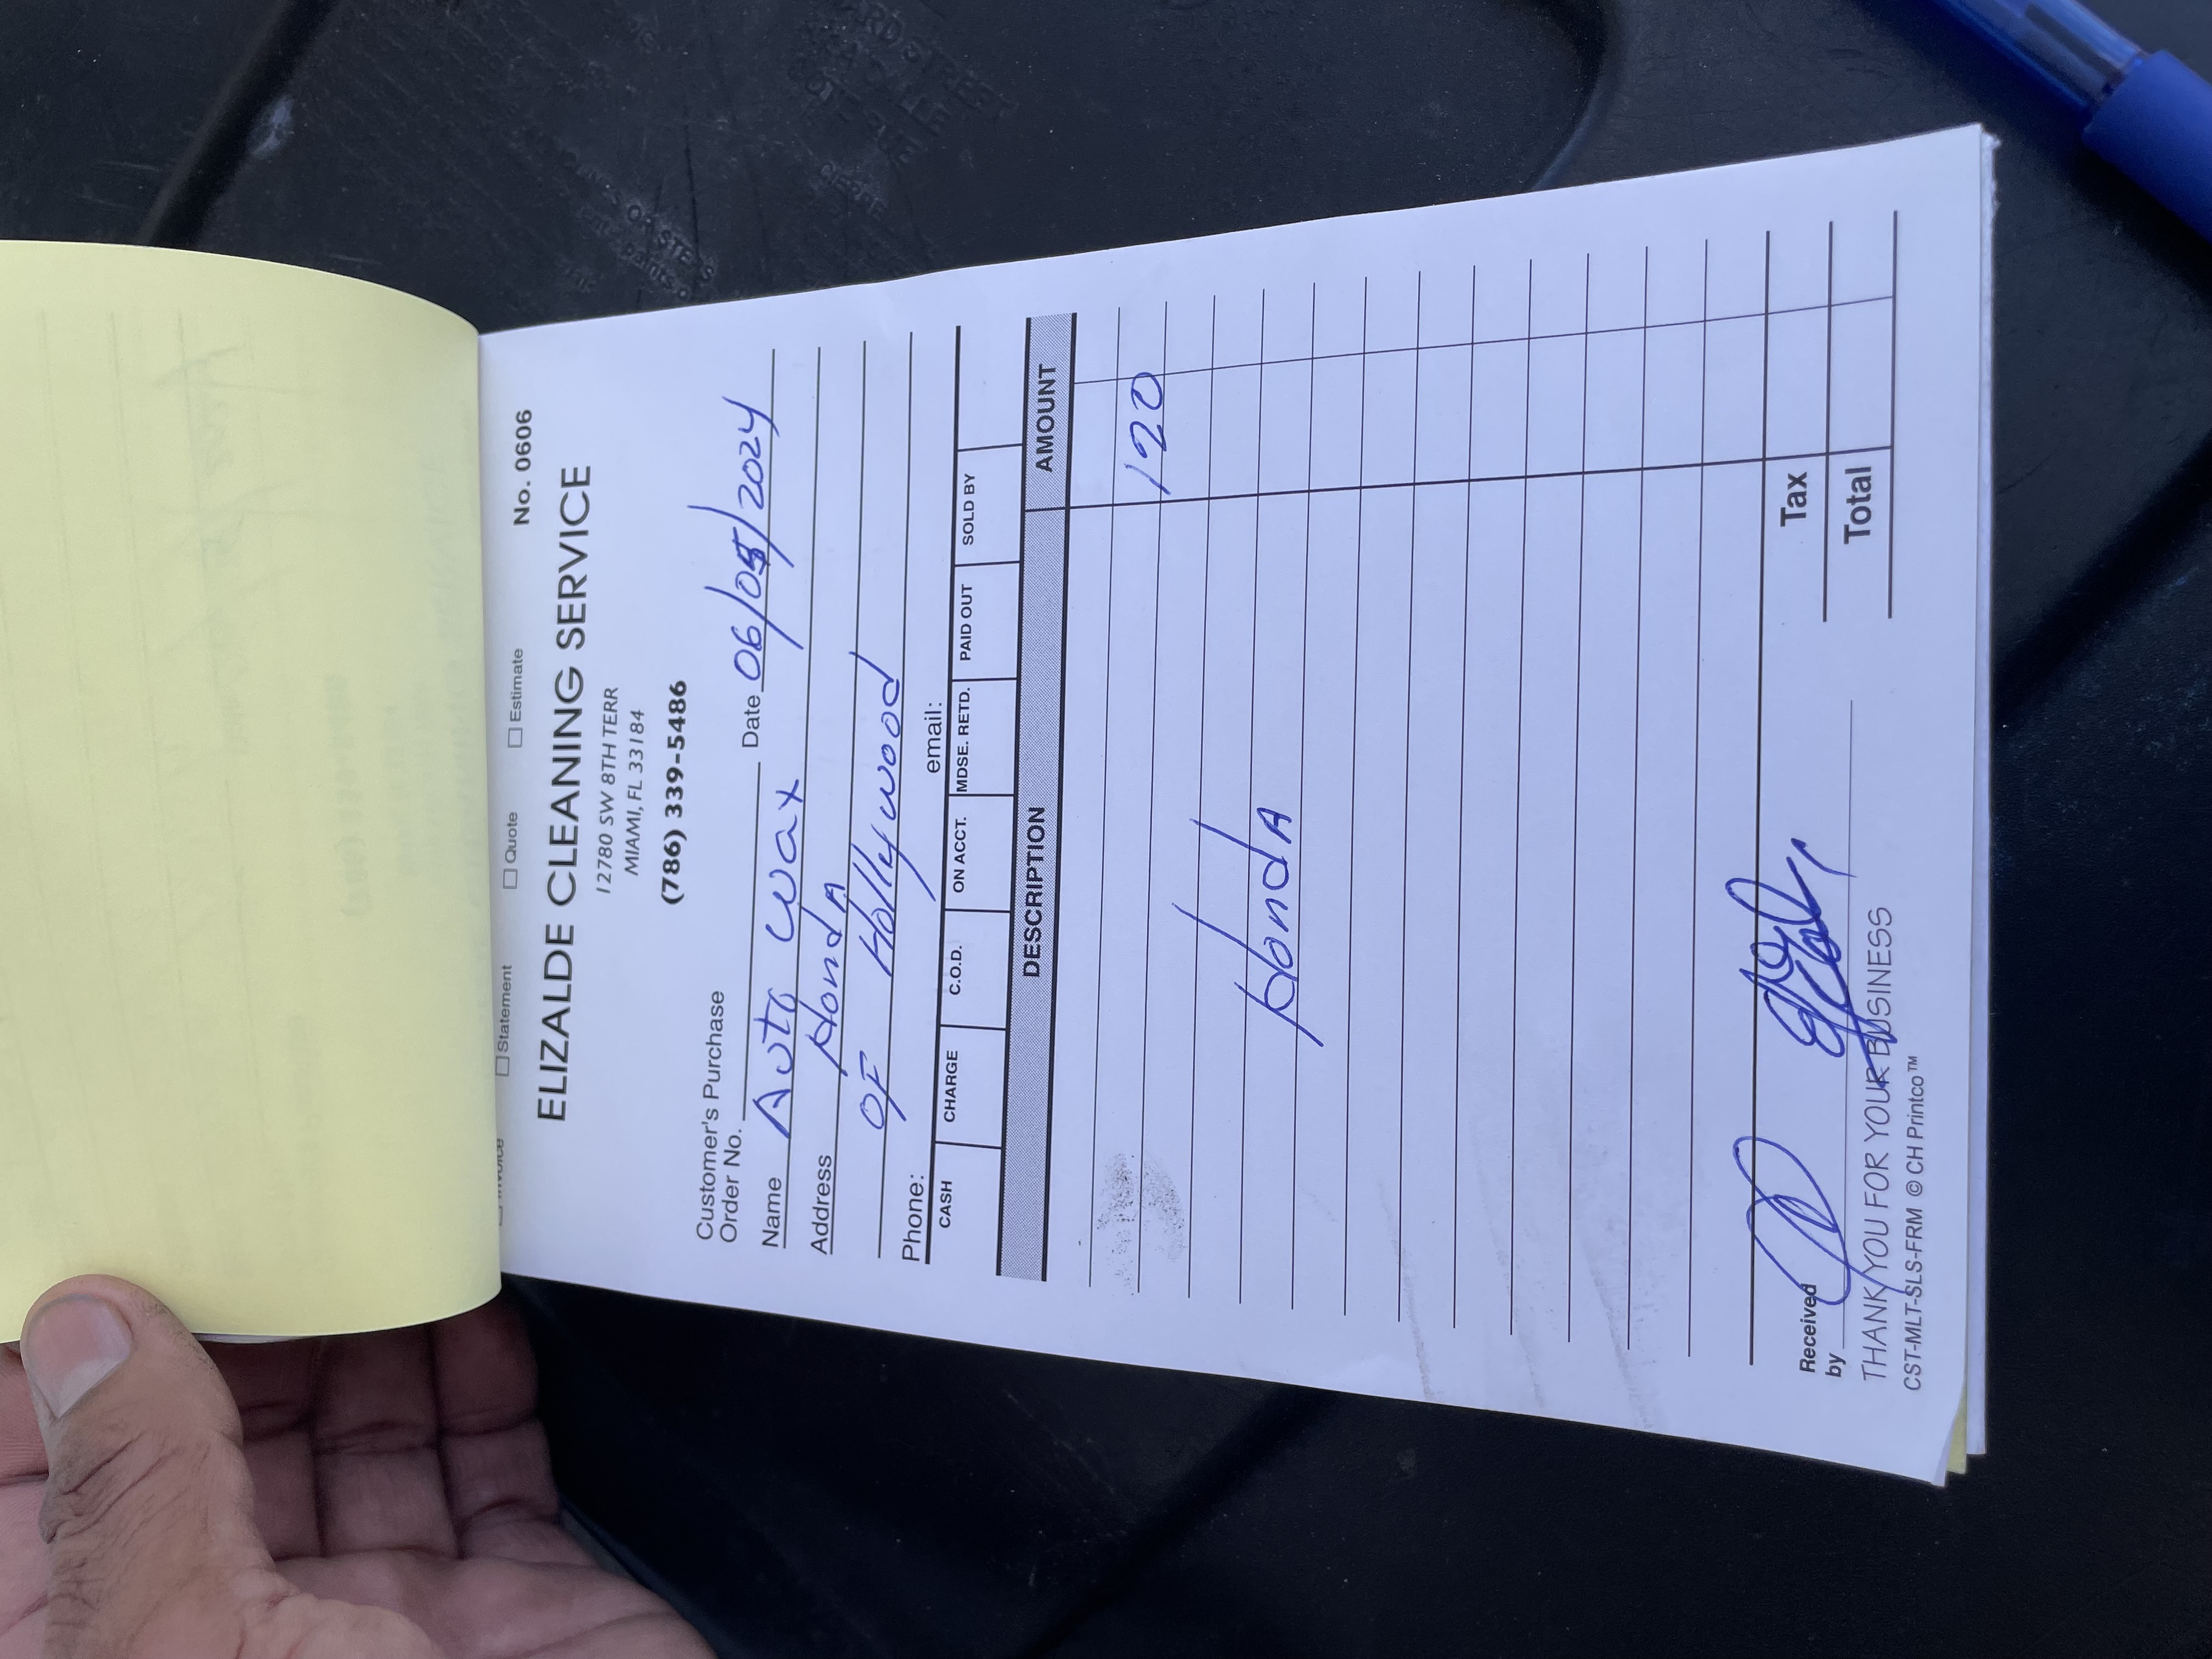 ☐ Invoice ☐ Statement ☐ Quote ☐ Estimate No. 0606
ELIZALDE CLEANING SERVICE
12780 SW 8TH TERR
MIAMI, FL 33184
(786) 339-5486
Customer's Purchase
Order No. Date 06/05/2024
Name Auto Wax
Address Honda
OF Hollywood
Phone: email:
CASH CHARGE C.O.D. ON ACCT. MDSE. RETD. PAID OUT SOLD BY
DESCRIPTION AMOUNT
120
Honda
Tax
Received
by Total
THANK YOU FOR YOUR BUSINESS
CST-MLT-SLS-FRM © CH Printco™